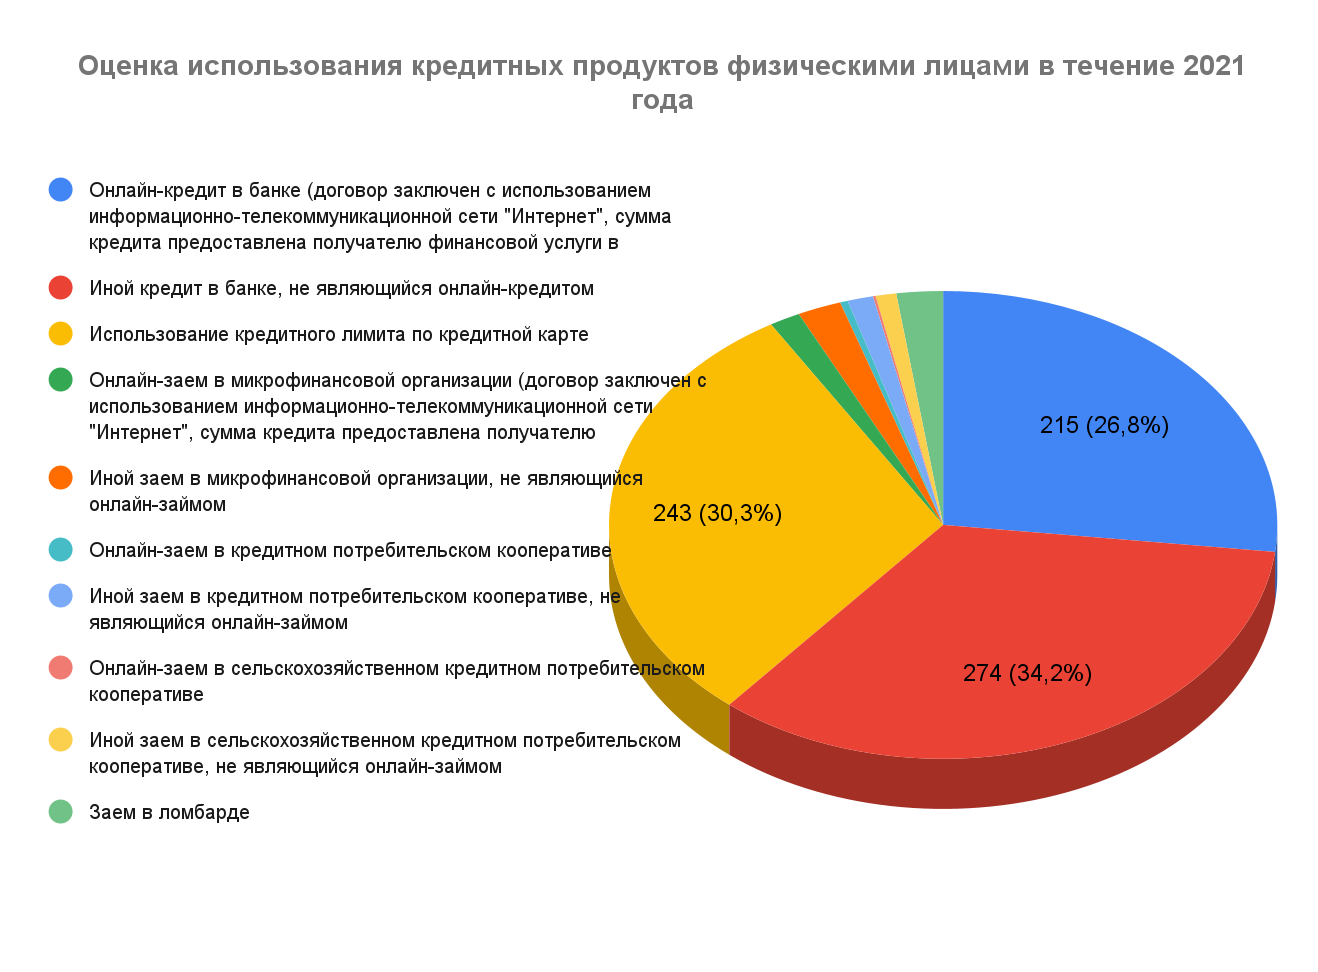 Оценка использования кредитных продуктов физическими лицами в течение 2021
года
Онлайн-кредит в банке (договор заключен с использованием
информационно-телекоммуникационной сети "Интернет", сумма
кредита предоставлена получателю финансовой услуги в
Иной кредит в банке, не являющийся онлайн-кредитом
Использование кредитного лимита по кредитной карте
Онлайн-заем в микрофинансовой организации (договор заключен с
использованием информационно-телекоммуникационной сети
"Интернет", сумма кредита предоставлена получателю
Иной заем в микрофинансовой организации, не являющийся
онлайн-займом
Онлайн-заем в кредитном потребительском кооперативе
Иной заем в кредитном потребительском кооперативе, не
являющийся онлайн-займом
Онлайн-заем в сельскохозяйственном кредитном потребительском
кооперативе
Иной заем в сельскохозяйственном кредитном потребительском
кооперативе, не являющийся онлайн-займом
Заем в ломбарде
215 (26,8%)
243 (30,3%)
274 (34,2%)